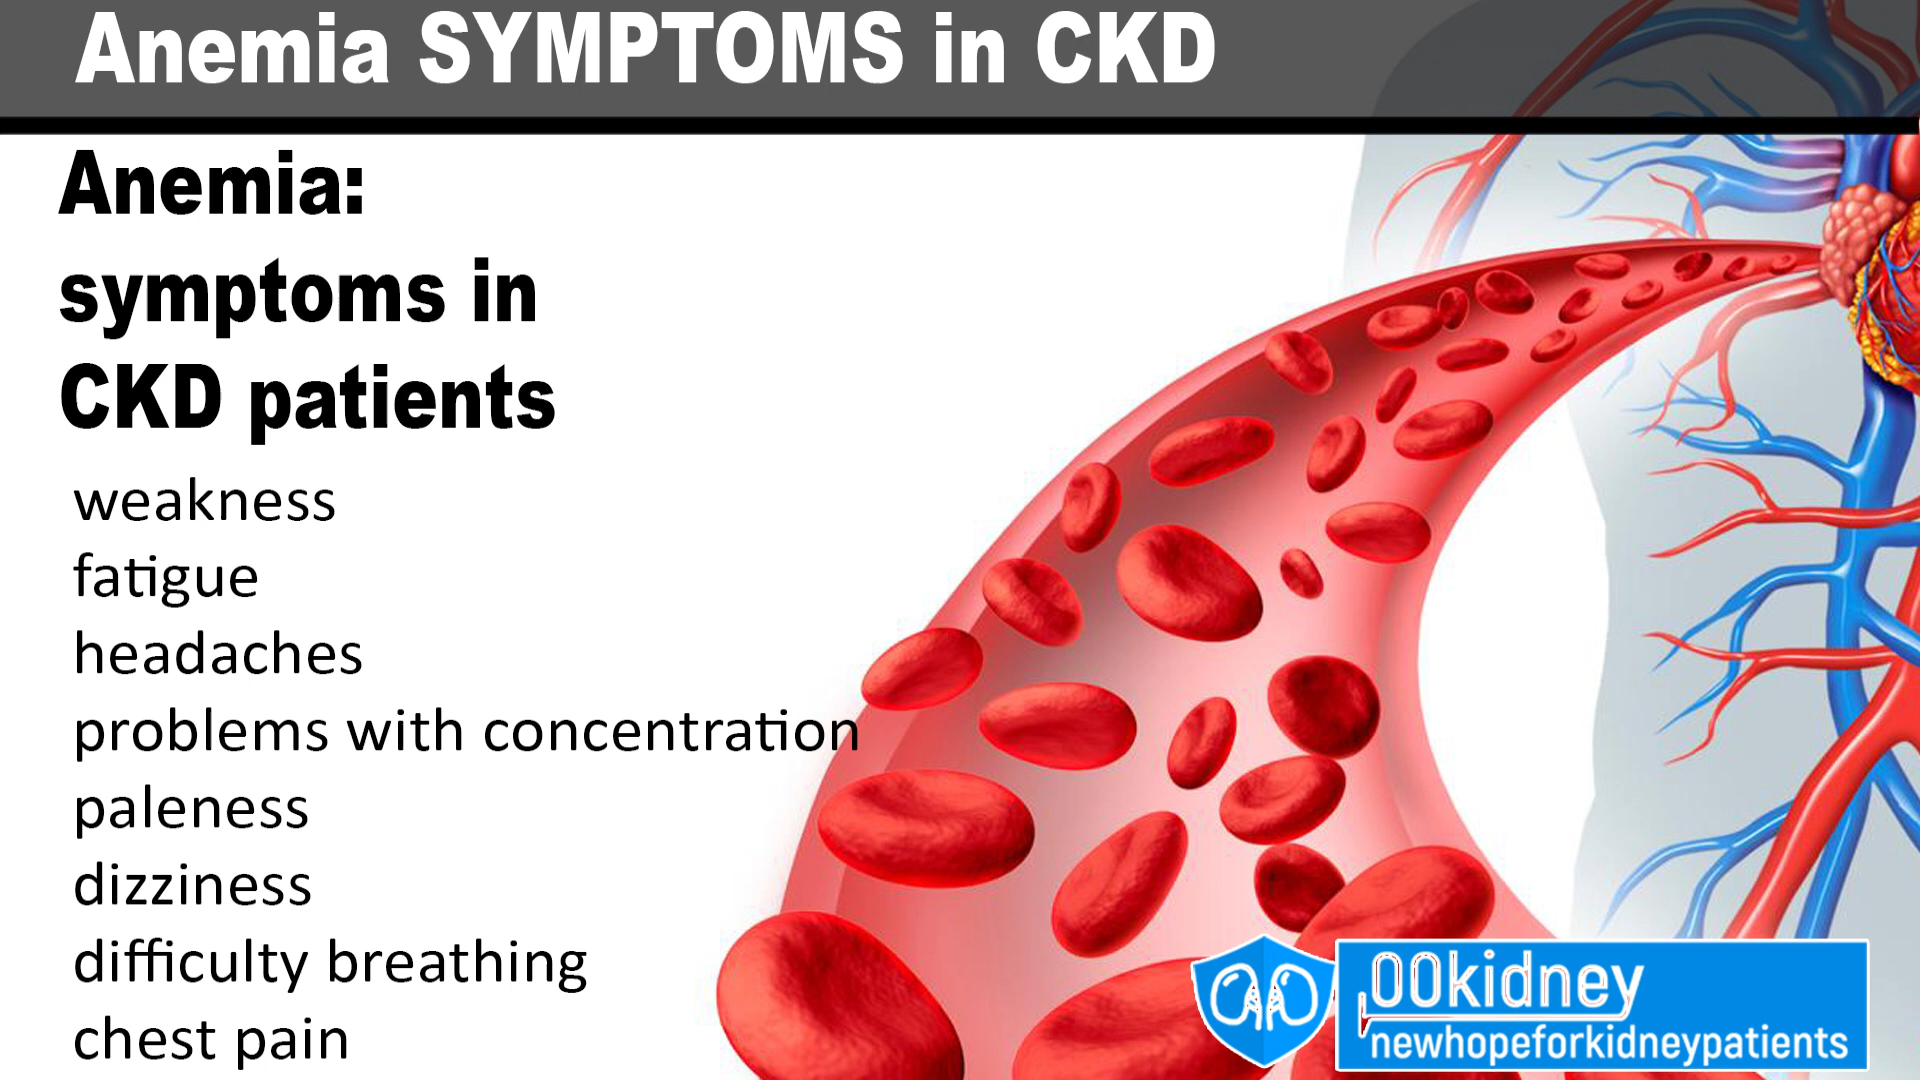 Anemia SYMPTOMS in CKD
Anemia:
symptoms in
CKD patients
weakness
fatigue
headaches
problems with concentration
paleness
dizziness
difficulty breathing
chest pain
00kidney
newhopeforkidneypatients